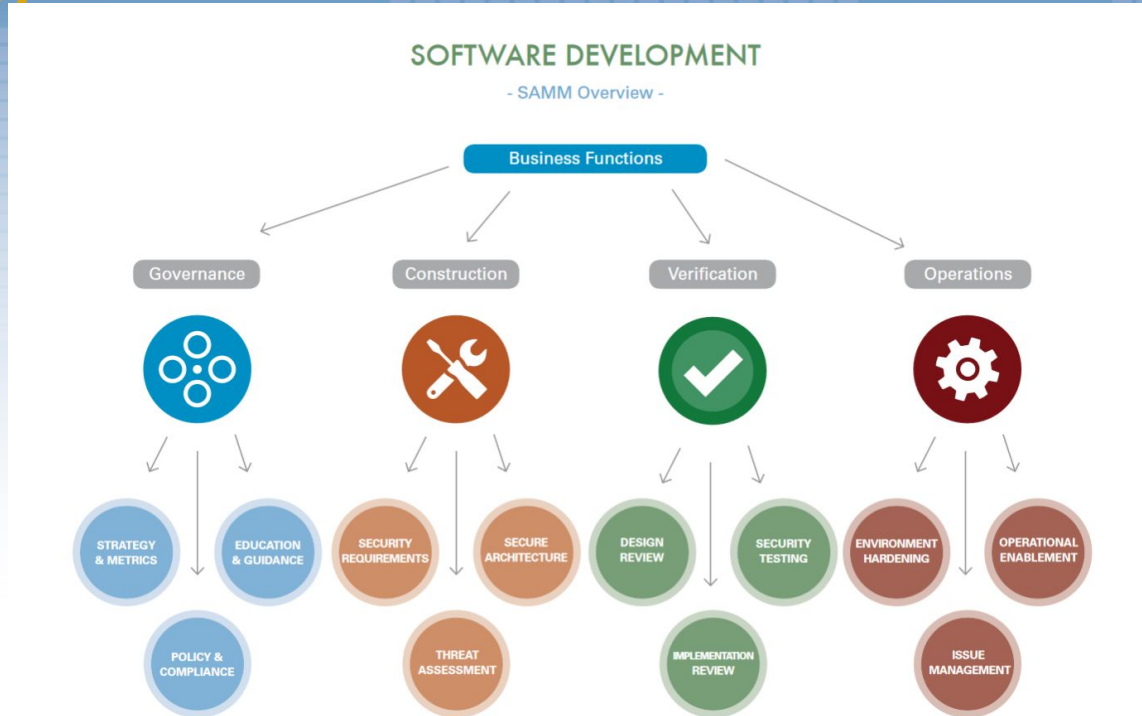 SOFTWARE DEVELOPMENT
- SAMM Overview -
Business Functions
Governance
Construction
Verification
Operations
STRATEGY
& METRICS
EDUCATION
& GUIDANCE
POLICY &
COMPLIANCE
SECURITY
REQUIREMENTS
SECURE
ARCHITECTURE
THREAT
ASSESSMENT
DESIGN
REVIEW
SECURITY
TESTING
IMPLEMENTATION
REVIEW
ENVIRONMENT
HARDENING
OPERATIONAL
ENABLEMENT
ISSUE
MANAGEMENT